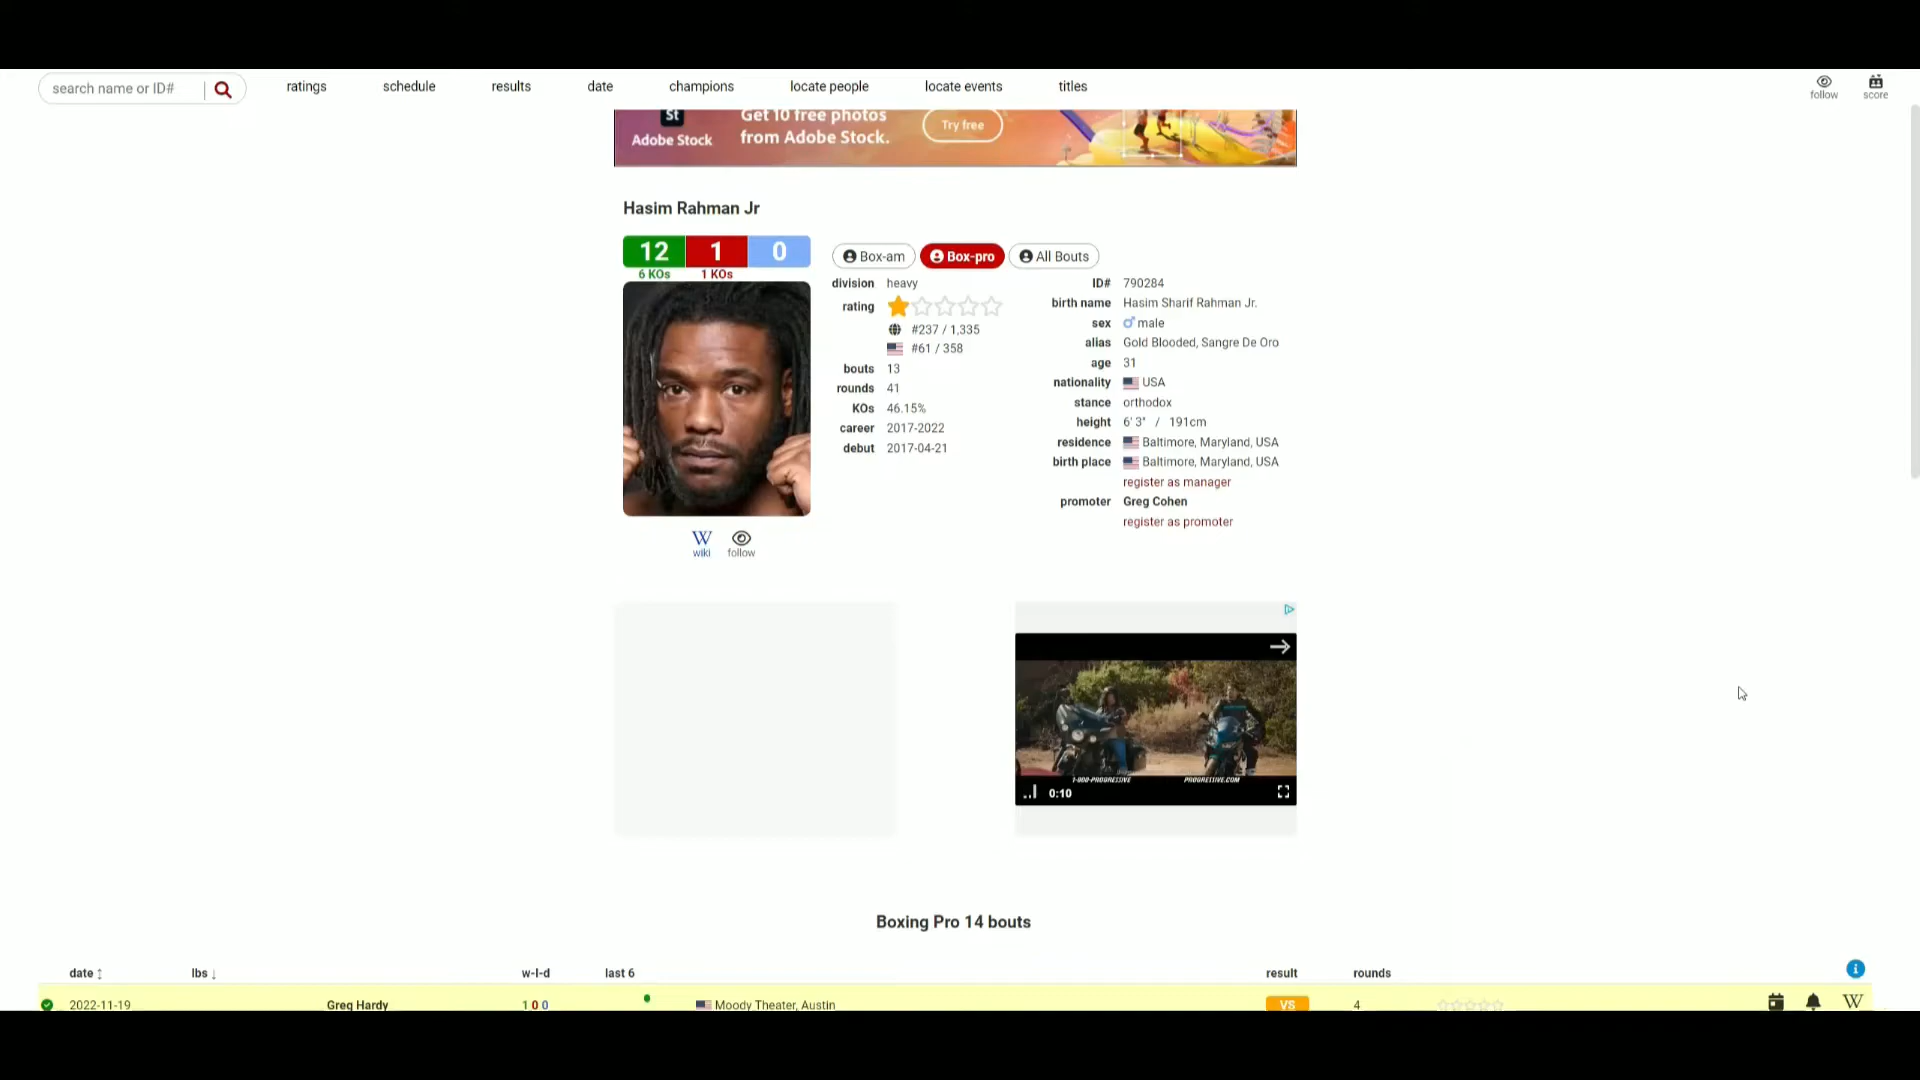 search name or ID#
ratings
schedule
results
date
champions
locate people
locate events
titles
follow
score
St
Adobe Stock
Get 10 free photos
from Adobe Stock.
Try free
Hasim Rahman Jr
12 1 0
6 KOs 1 KOs
Box-am Box-pro All Bouts
division heavy
rating
#237 / 1,335
#61 / 358
bouts 13
rounds 41
KOs 46.15%
career 2017-2022
debut 2017-04-21
ID# 790284
birth name Hasim Sharif Rahman Jr.
sex male
alias Gold Blooded, Sangre De Oro
age 31
nationality USA
stance orthodox
height 6' 3" / 191cm
residence Baltimore, Maryland, USA
birth place Baltimore, Maryland, USA
register as manager
promoter Greg Cohen
register as promoter
W
wiki follow
1-800-PROGRESSIVE PROGRESSIVE.COM
0:10
Boxing Pro 14 bouts
date lbs w-l-d last 6 result rounds
2022-11-19 Greg Hardy 1 0 0 Moody Theater, Austin VS 4 W